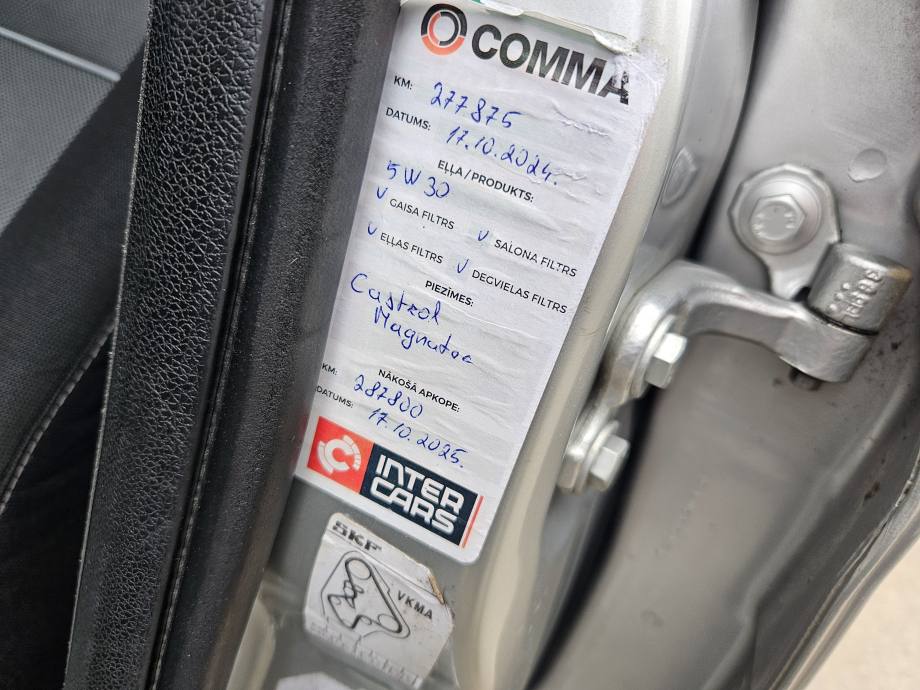 COMMA
KM: 277875
DATUMS: 17.10.2024.
EĻĻA/PRODUKTS:
5W30
V GAISA FILTRS V SALONA FILTRS
V EĻĻAS FILTRS V DEGVIELAS FILTRS
PIEZĪMES:
Castrol
Magnatec
NĀKOŠĀ APKOPE:
KM: 287800
DATUMS: 17.10.2025.
INTER
CARS
SKF
VKMA